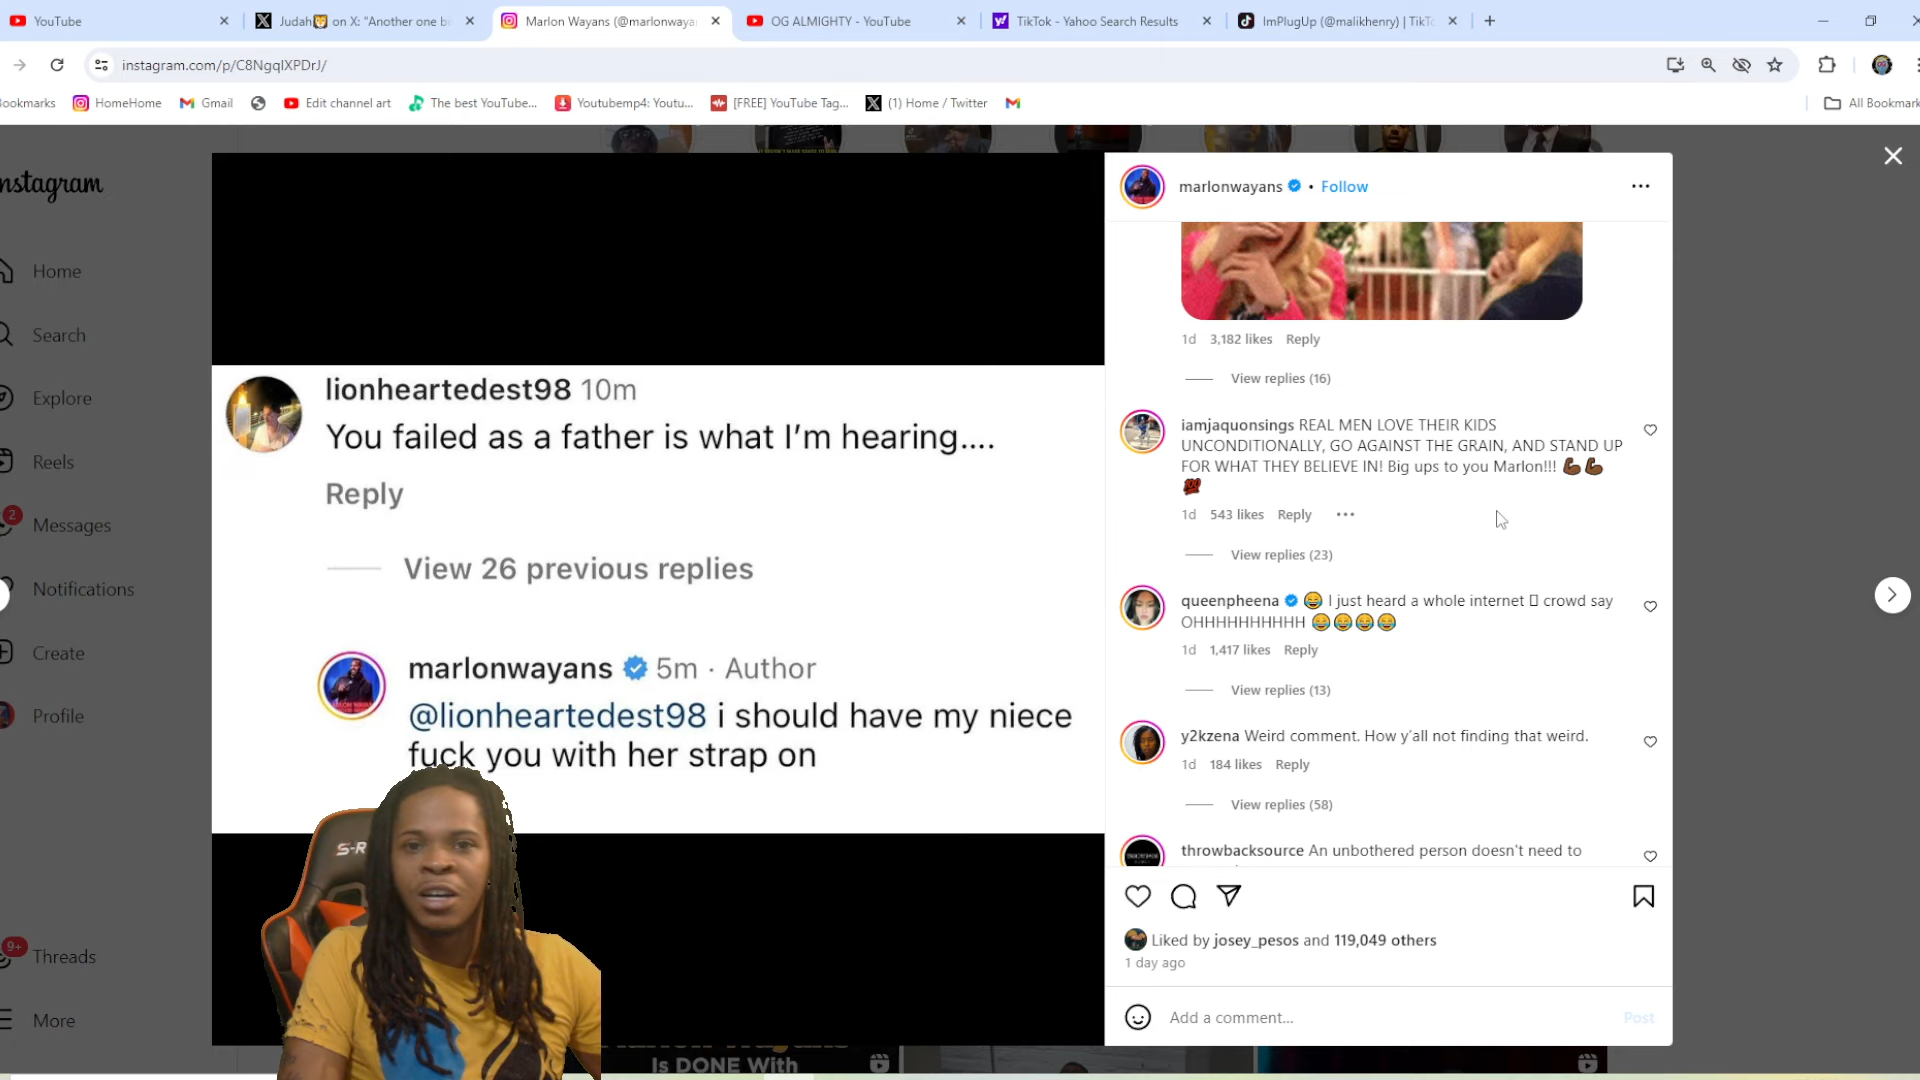 YouTube
Judah🦁 on X: "Another one bi
Marlon Wayans (@marlonwaya
OG ALMIGHTY - YouTube
TikTok - Yahoo Search Results
ImPlugUp (@malikhenry) | TikTo
instagram.com/p/C8NgqlXPDrJ/
ookmarks
HomeHome
Gmail
Edit channel art
The best YouTube...
Youtubemp4: Youtu...
[FREE] YouTube Tag...
(1) Home / Twitter
All Bookmark
nstagram
Home
Search
Explore
Reels
2
Messages
Notifications
Create
Profile
9+
Threads
More
lionheartedest98 10m
You failed as a father is what I’m hearing....
Reply
View 26 previous replies
marlonwayans 5m · Author
@lionheartedest98 i should have my niece
fuck you with her strap on
S-R
Is DONE With
marlonwayans • Follow
1d 3,182 likes Reply
View replies (16)
iamjaquonsings REAL MEN LOVE THEIR KIDS
UNCONDITIONALLY, GO AGAINST THE GRAIN, AND STAND UP
FOR WHAT THEY BELIEVE IN! Big ups to you Marlon!!! 💪🏿💪🏿
💯
1d 543 likes Reply
View replies (23)
queenpheena 😂 I just heard a whole internet ▯ crowd say
OHHHHHHHHHH 😂😂😂😂
1d 1,417 likes Reply
View replies (13)
y2kzena Weird comment. How y’all not finding that weird.
1d 184 likes Reply
View replies (58)
throwbacksource An unbothered person doesn't need to
Liked by josey_pesos and 119,049 others
1 day ago
Add a comment...
Post